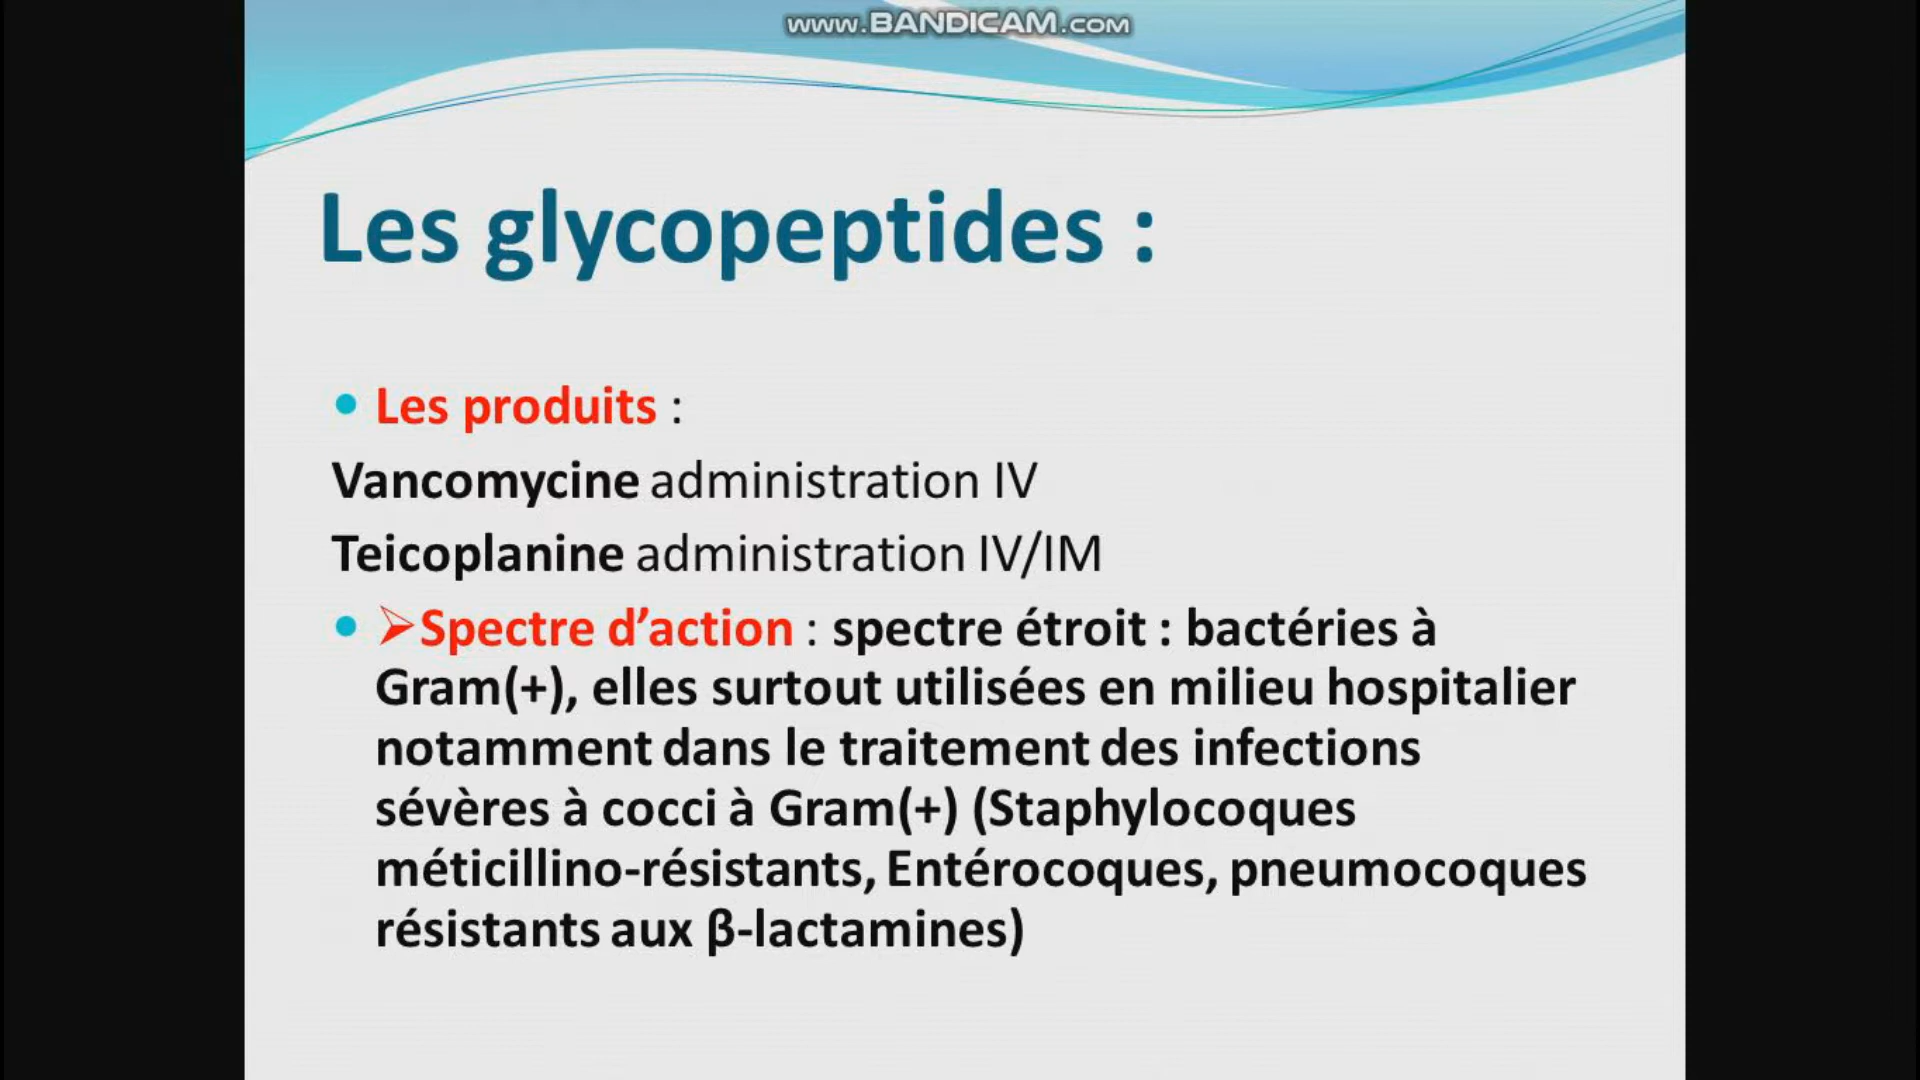 www.BANDICAM.com
Les glycopeptides :
• Les produits :
Vancomycine administration IV
Teicoplanine administration IV/IM
• ➢Spectre d’action : spectre étroit : bactéries à
Gram(+), elles surtout utilisées en milieu hospitalier
notamment dans le traitement des infections
sévères à cocci à Gram(+) (Staphylocoques
méticillino-résistants, Entérocoques, pneumocoques
résistants aux β-lactamines)